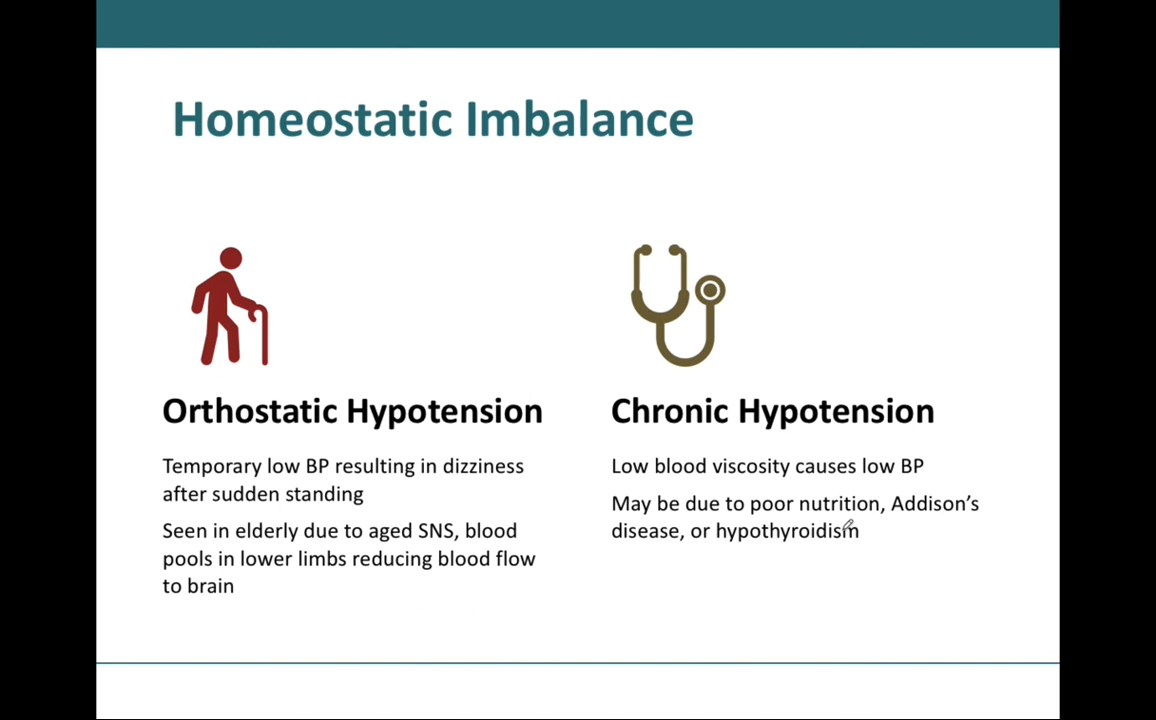 Homeostatic Imbalance
Orthostatic Hypotension
Temporary low BP resulting in dizziness
after sudden standing
Seen in elderly due to aged SNS, blood
pools in lower limbs reducing blood flow
to brain
Chronic Hypotension
Low blood viscosity causes low BP
May be due to poor nutrition, Addison’s
disease, or hypothyroidism